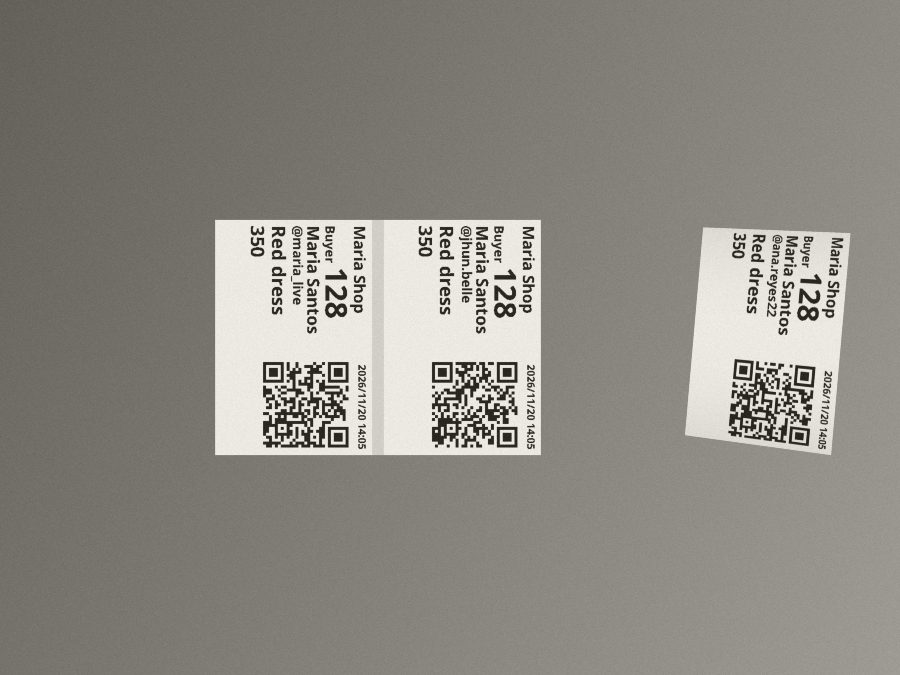 Maria Shop
2026/11/20 14:05
Buyer 128
Maria Santos
@maria_live
Red dress
350
Maria Shop
2026/11/20 14:05
Buyer 128
Maria Santos
@jhun.belle
Red dress
350
Maria Shop
2026/11/20 14:05
Buyer 128
Maria Santos
@ana.reyes22
Red dress
350